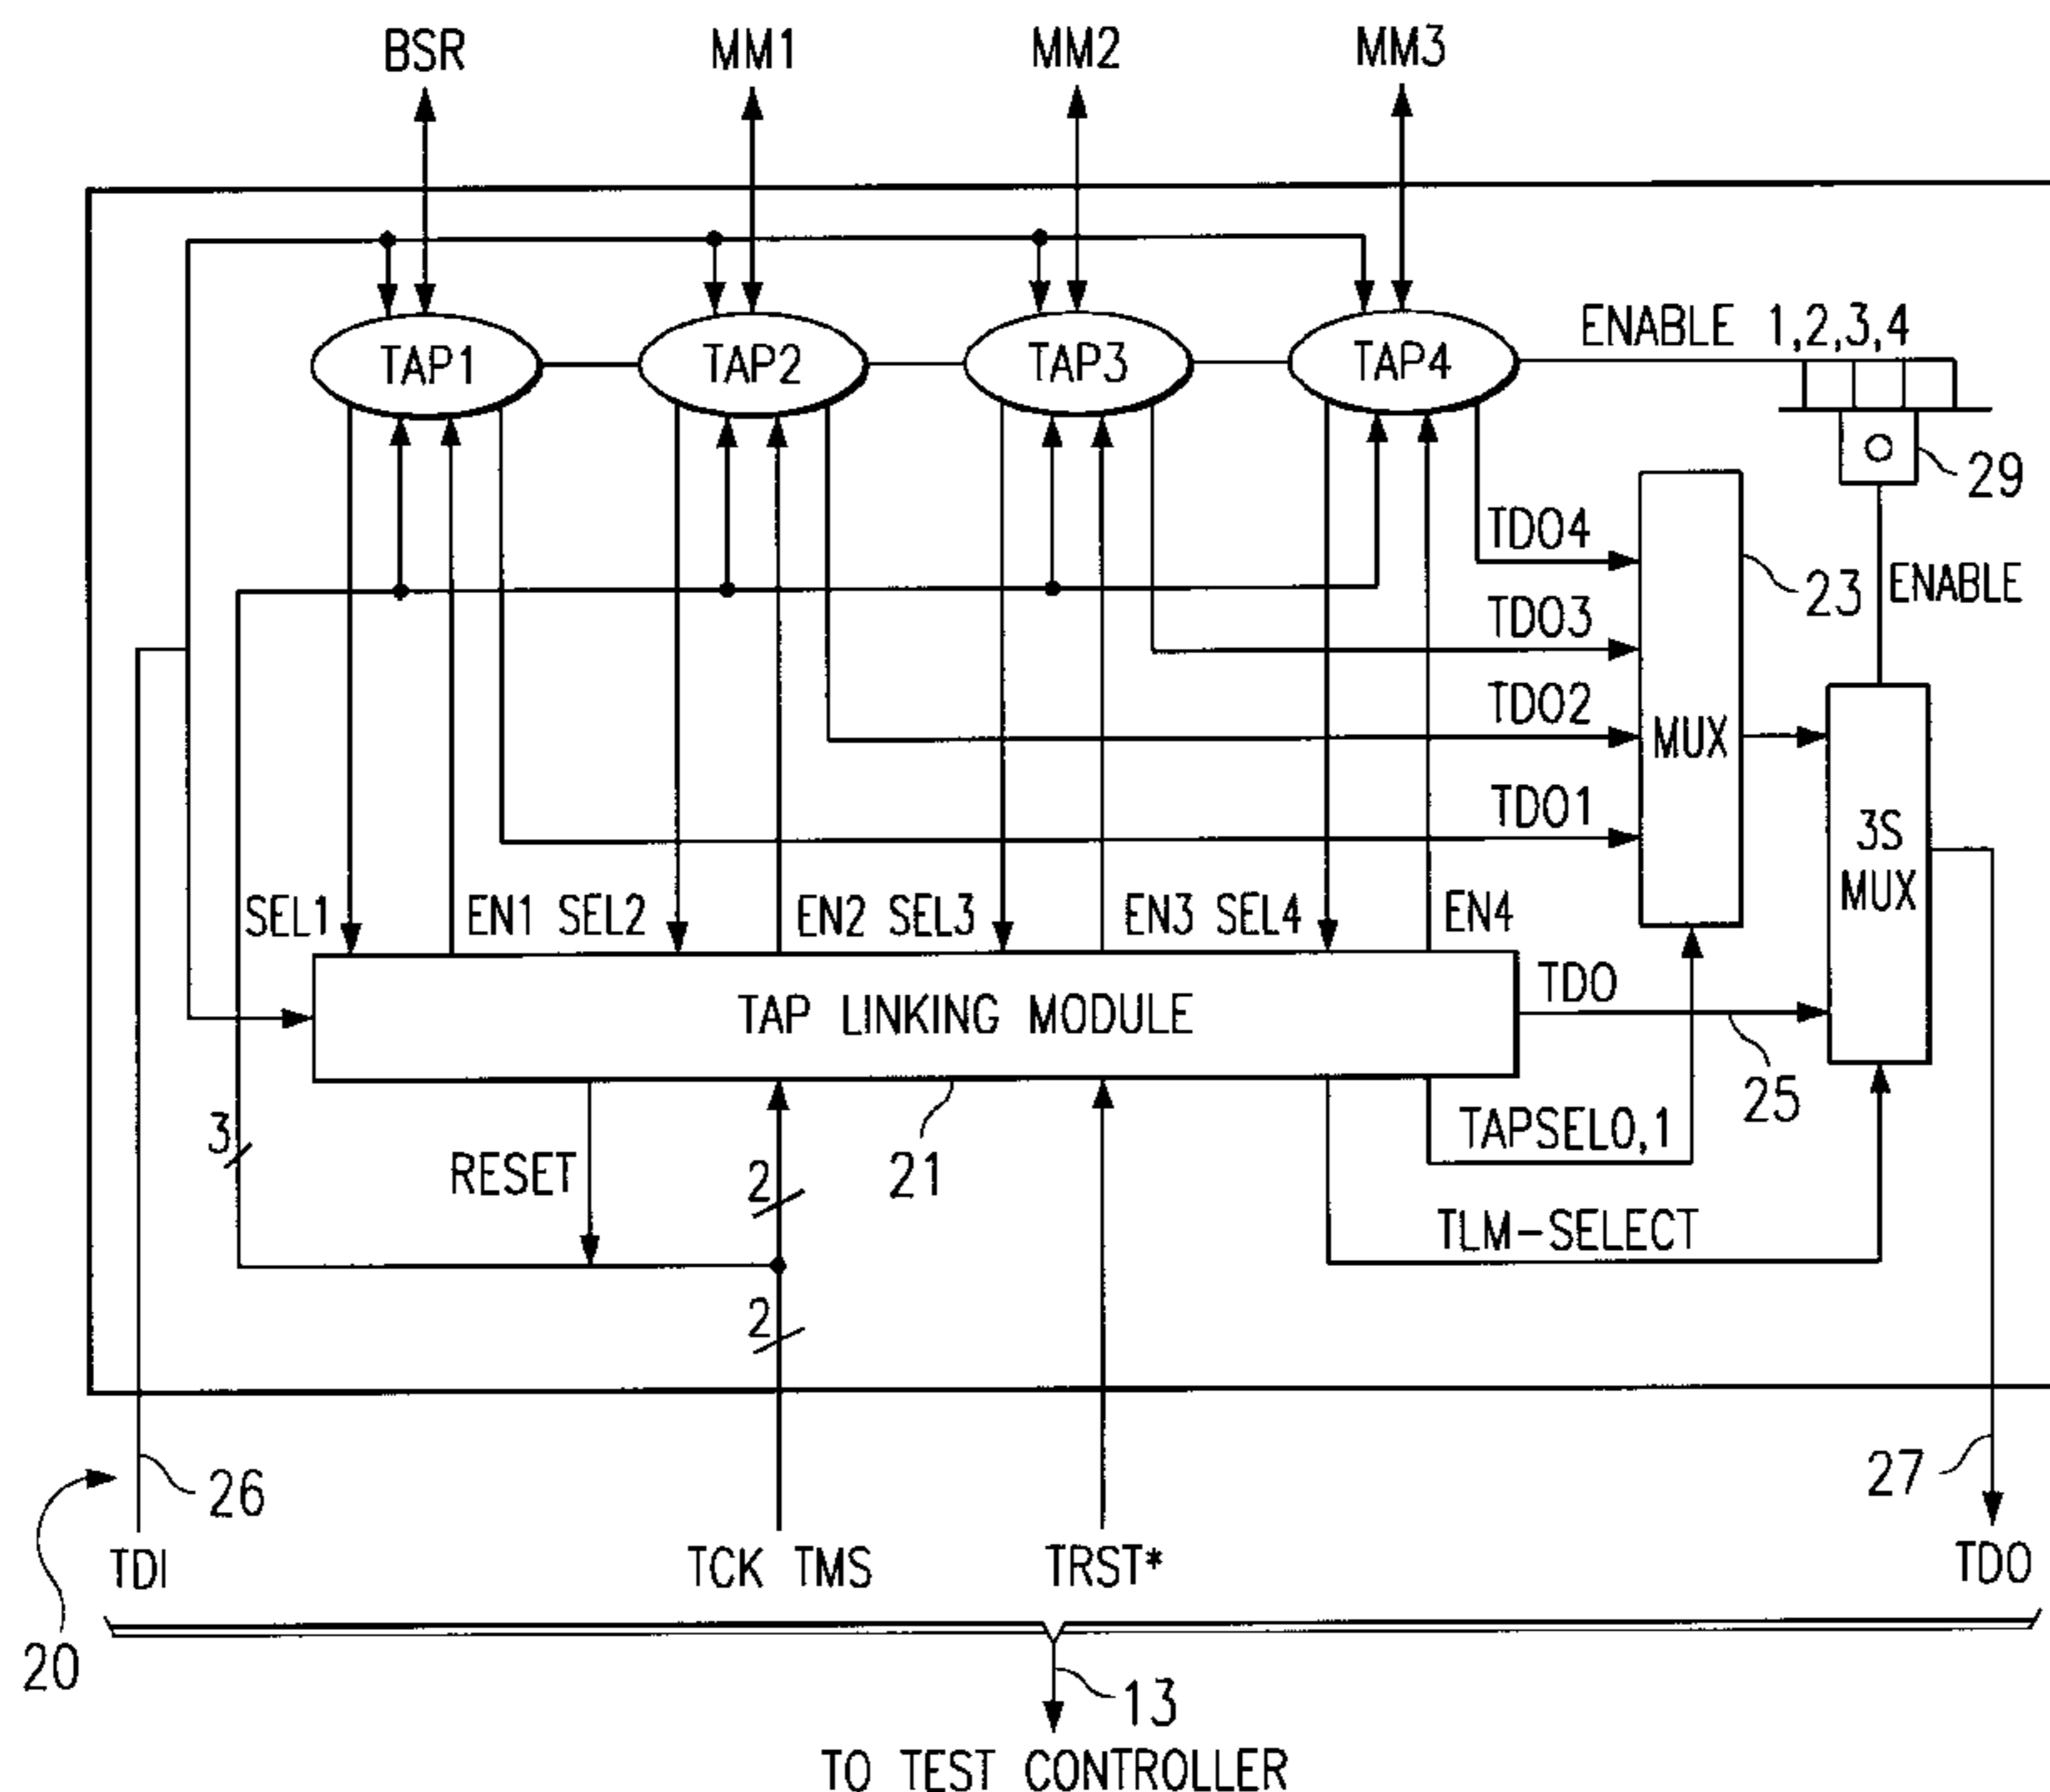 BSR MM1 MM2 MM3
TAP1 TAP2 TAP3 TAP4 ENABLE 1,2,3,4
29
TDO4
23 ENABLE
TDO3
TDO2
MUX
TDO1
3S
MUX
SEL1 EN1 SEL2 EN2 SEL3 EN3 SEL4 EN4
TDO
TAP LINKING MODULE
25
3 TAPSEL0,1
RESET 2 21
TLM-SELECT
2
27
26
TDI TCK TMS TRST* TDO
20
13
TO TEST CONTROLLER